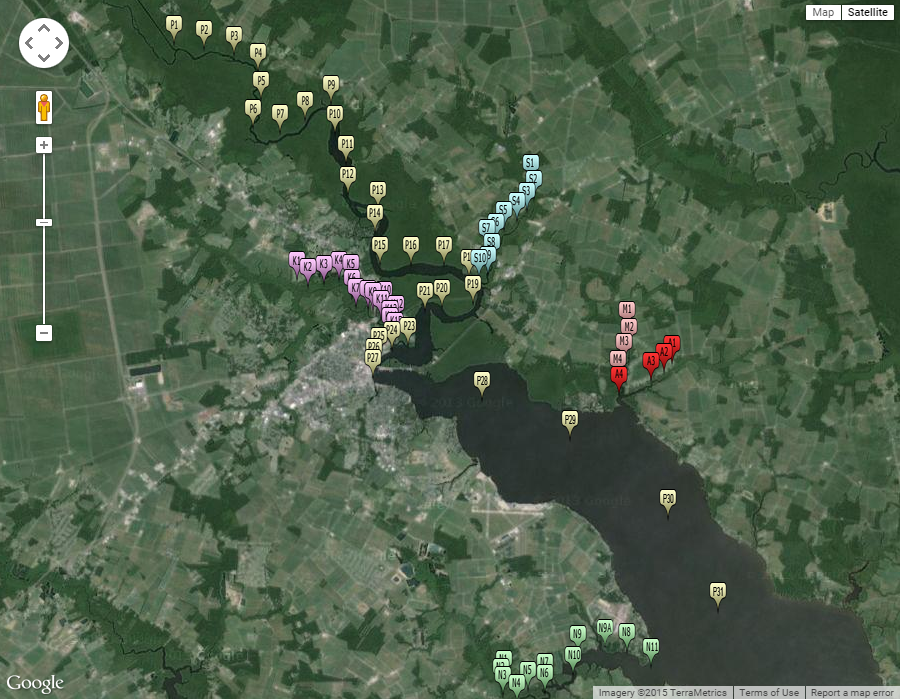 Map Satellite
P1
P2
P3
P4
P5
P6
P7
P8
P9
P10
P11
P12
P13
P14
P15
P16
P17
S1
S2
S3
S4
S5
S7
S8
S10
P19
P20
P21
K1
K2
K3
K4
K5
K7
P23
P24
P25
P26
P27
M1
M2
M3
M4
A1
A2
A3
A4
P28
P29
P30
P31
N9
N9A
N8
N11
N10
N7
N6
N5
N4
N3
Google
Imagery ©2015 TerraMetrics Terms of Use Report a map error